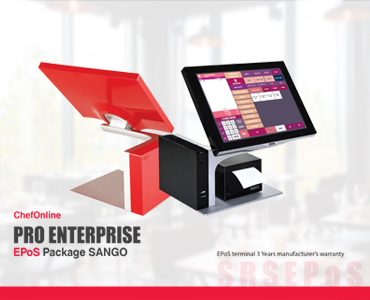 ChefOnline
PRO ENTERPRISE
EPoS Package SANGO
EPoS terminal 3 Years manufacturer's warranty
SRSEPoS